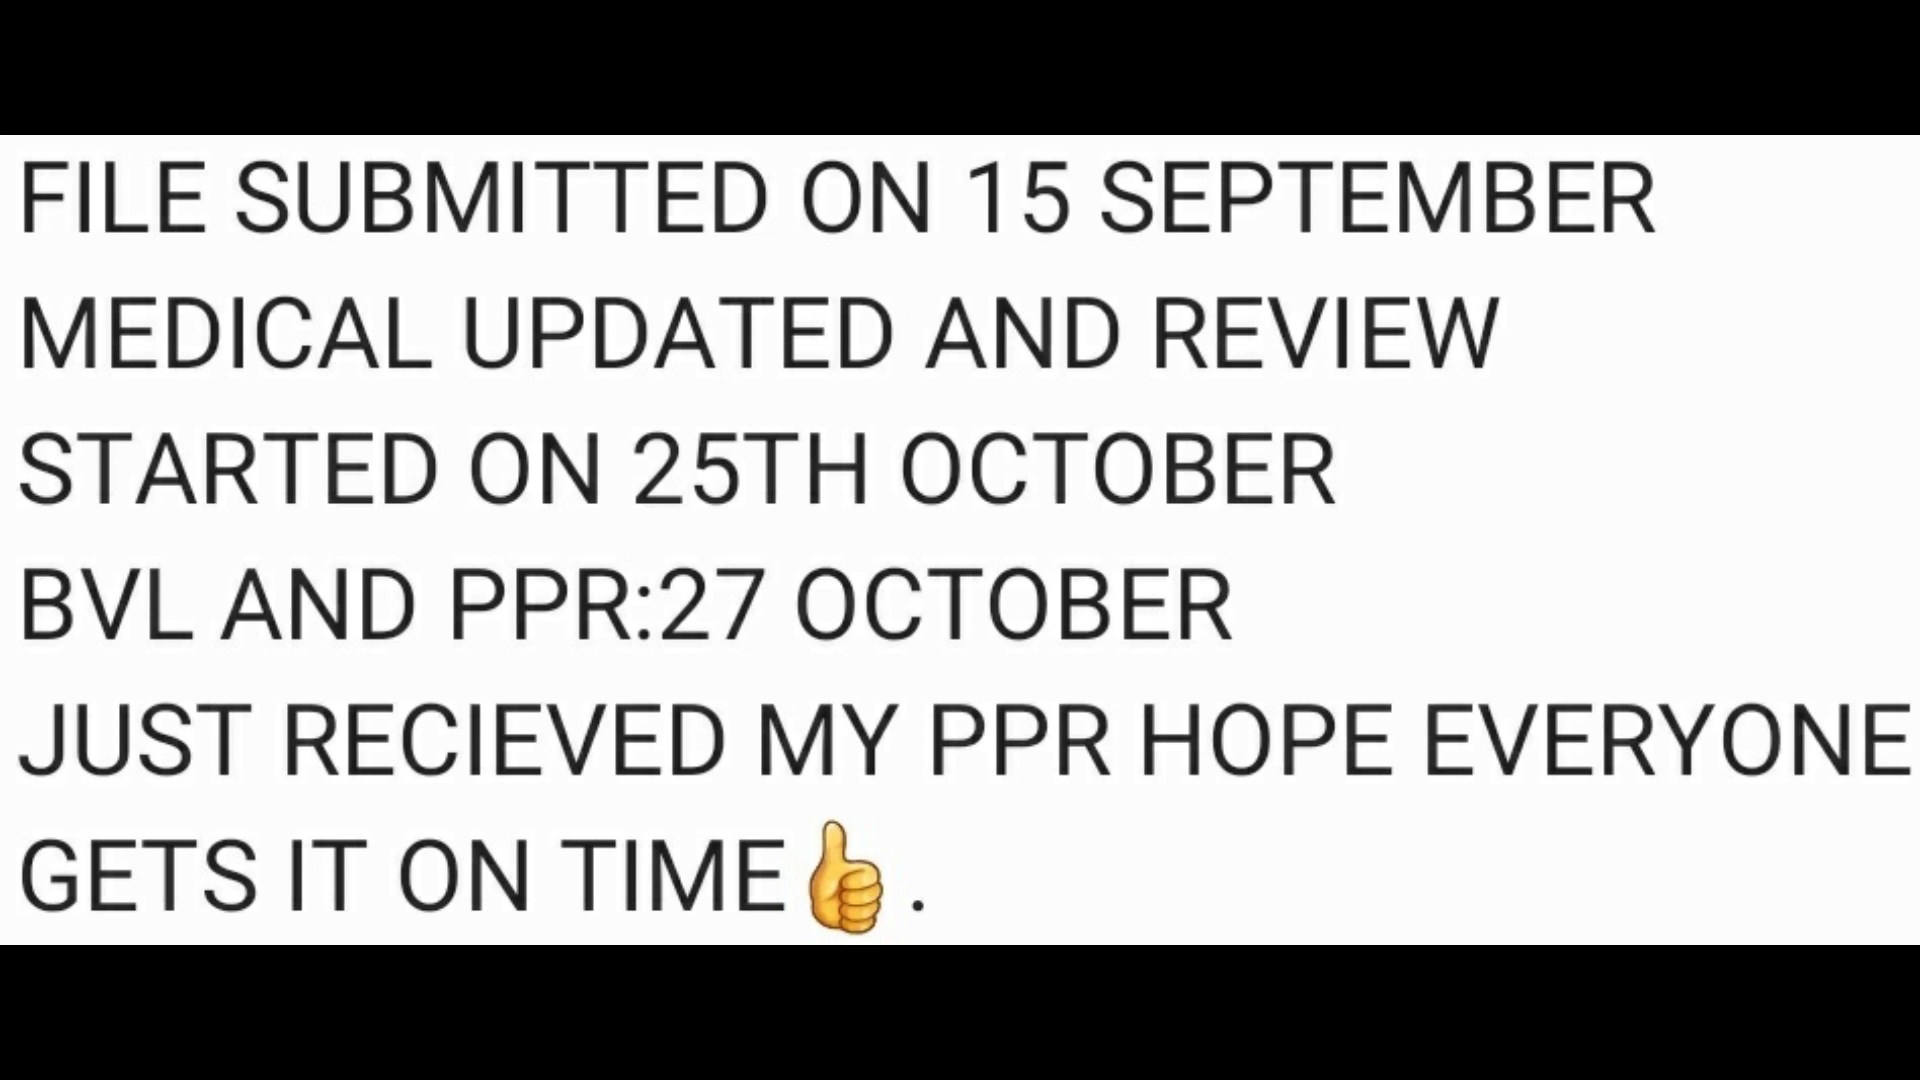 FILE SUBMITTED ON 15 SEPTEMBER
MEDICAL UPDATED AND REVIEW
STARTED ON 25TH OCTOBER
BVL AND PPR:27 OCTOBER
JUST RECIEVED MY PPR HOPE EVERYONE
GETS IT ON TIME👍 .